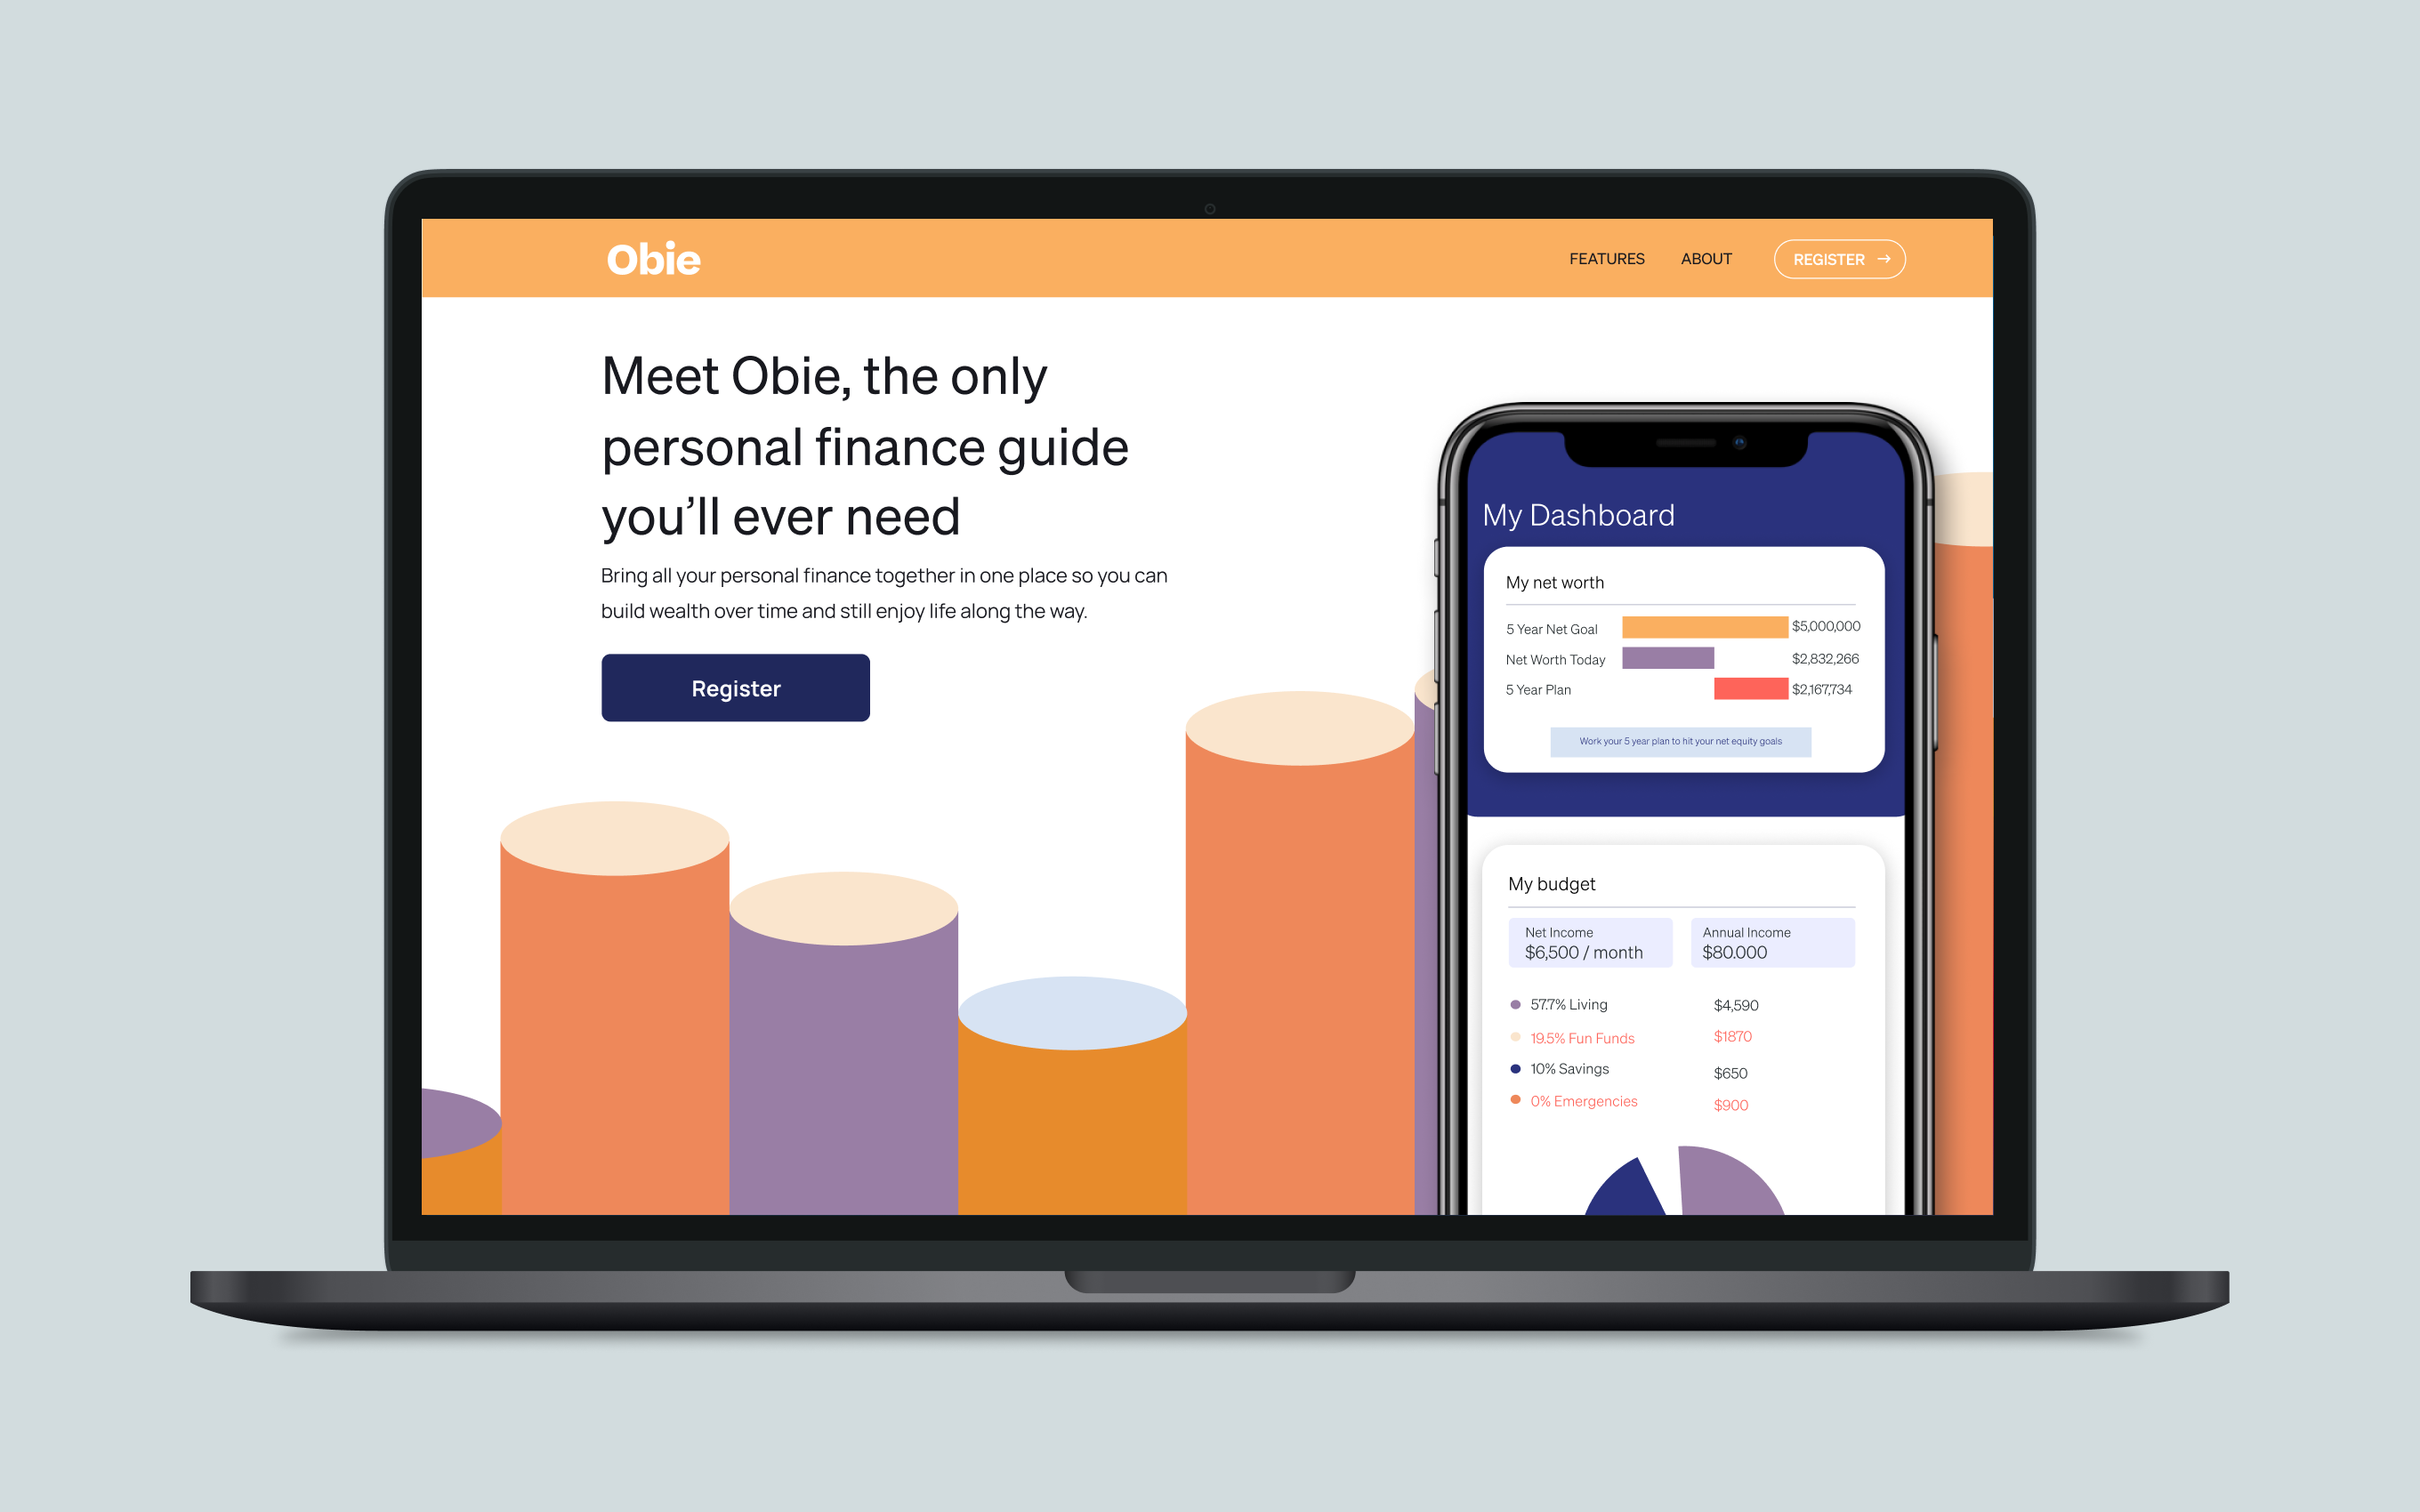 Obie
FEATURES ABOUT REGISTER →
Meet Obie, the only
personal finance guide
you’ll ever need
Bring all your personal finance together in one place so you can
build wealth over time and still enjoy life along the way.
Register
My Dashboard
My net worth
5 Year Net Goal $5,000,000
Net Worth Today $2,832,266
5 Year Plan $2,167,734
Work your 5 year plan to hit your net equity goals
My budget
Net Income
$6,500 / month
Annual Income
$80.000
57.7% Living $4,590
19.5% Fun Funds $1870
10% Savings $650
0% Emergencies $900